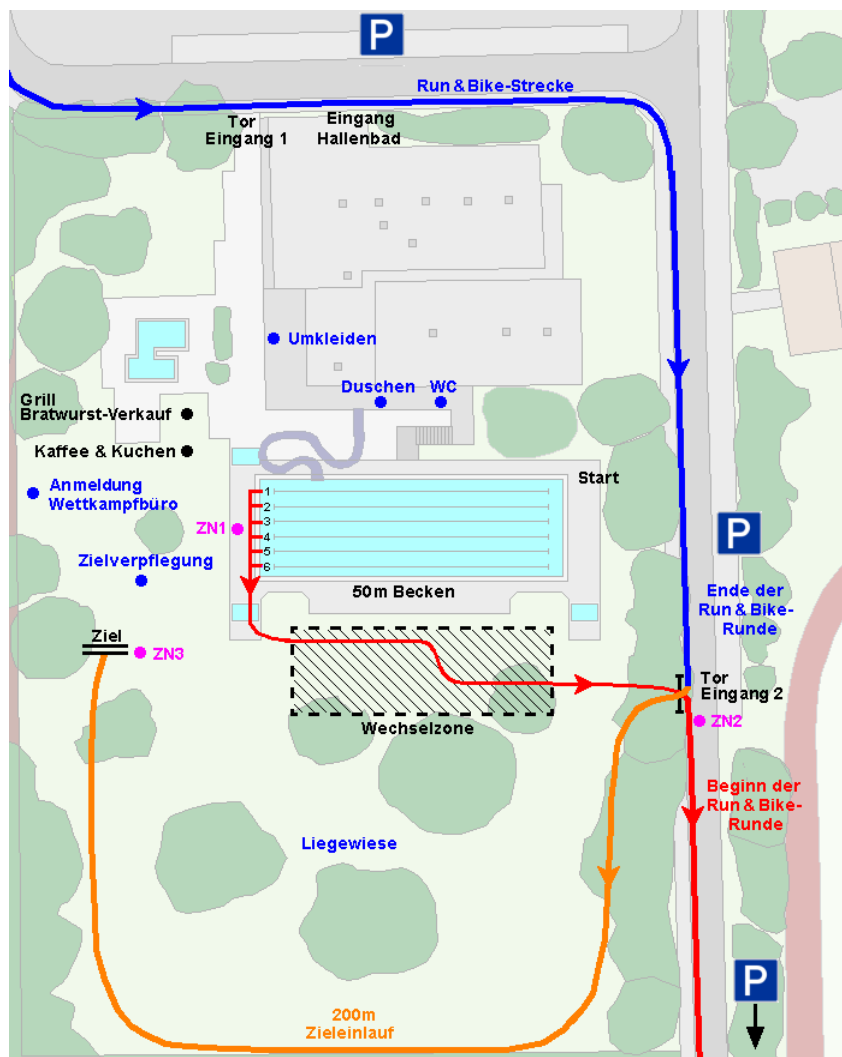 P
Run & Bike-Strecke
Tor
Eingang 1
Eingang
Hallenbad
Umkleiden
Duschen
WC
Grill
Bratwurst-Verkauf
Kaffee & Kuchen
Anmeldung
Wettkampfbüro
Start
1
2
3
4
5
6
ZN1
P
Zielverpflegung
50m Becken
Ende der
Run & Bike-
Runde
Ziel
ZN3
Tor
Eingang 2
ZN2
Wechselzone
Beginn der
Run & Bike-
Runde
Liegewiese
P
200m
Zieleinlauf